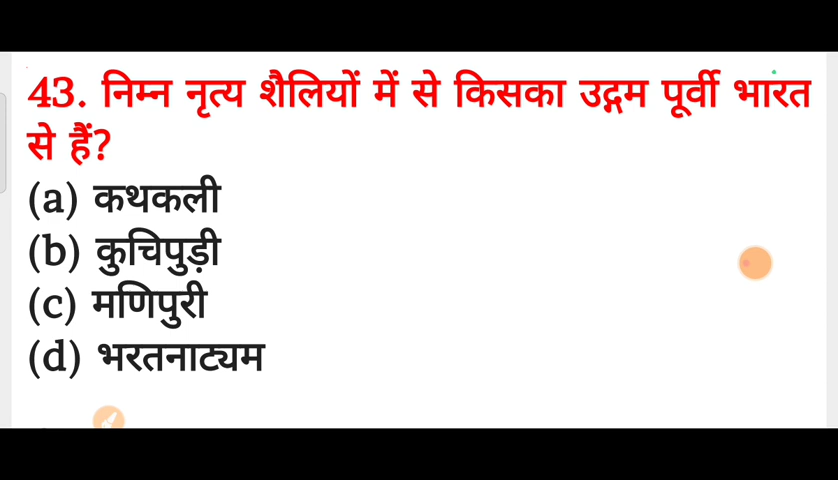 43. निम्न नृत्य शैलियों में से किसका उद्गम पूर्वी भारत
से हैं?
(a) कथकली
(b) कुचिपुड़ी
(c) मणिपुरी
(d) भरतनाट्यम